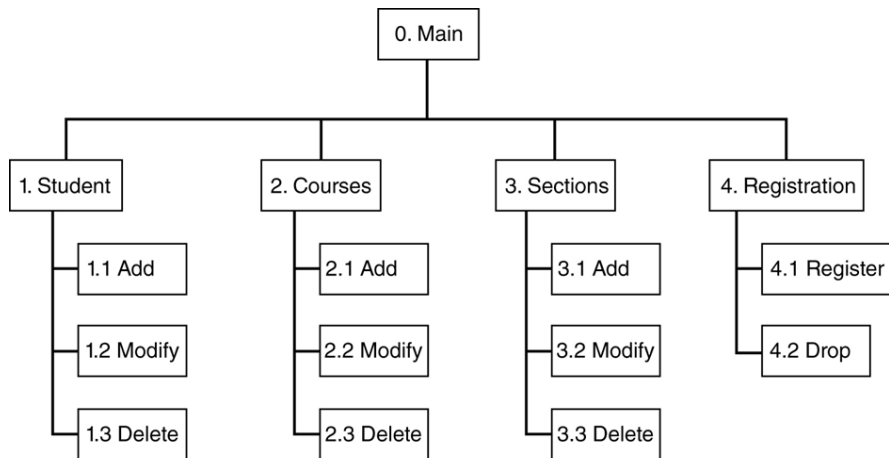 0. Main
1. Student
2. Courses
3. Sections
4. Registration
1.1 Add
2.1 Add
3.1 Add
4.1 Register
1.2 Modify
2.2 Modify
3.2 Modify
4.2 Drop
1.3 Delete
2.3 Delete
3.3 Delete